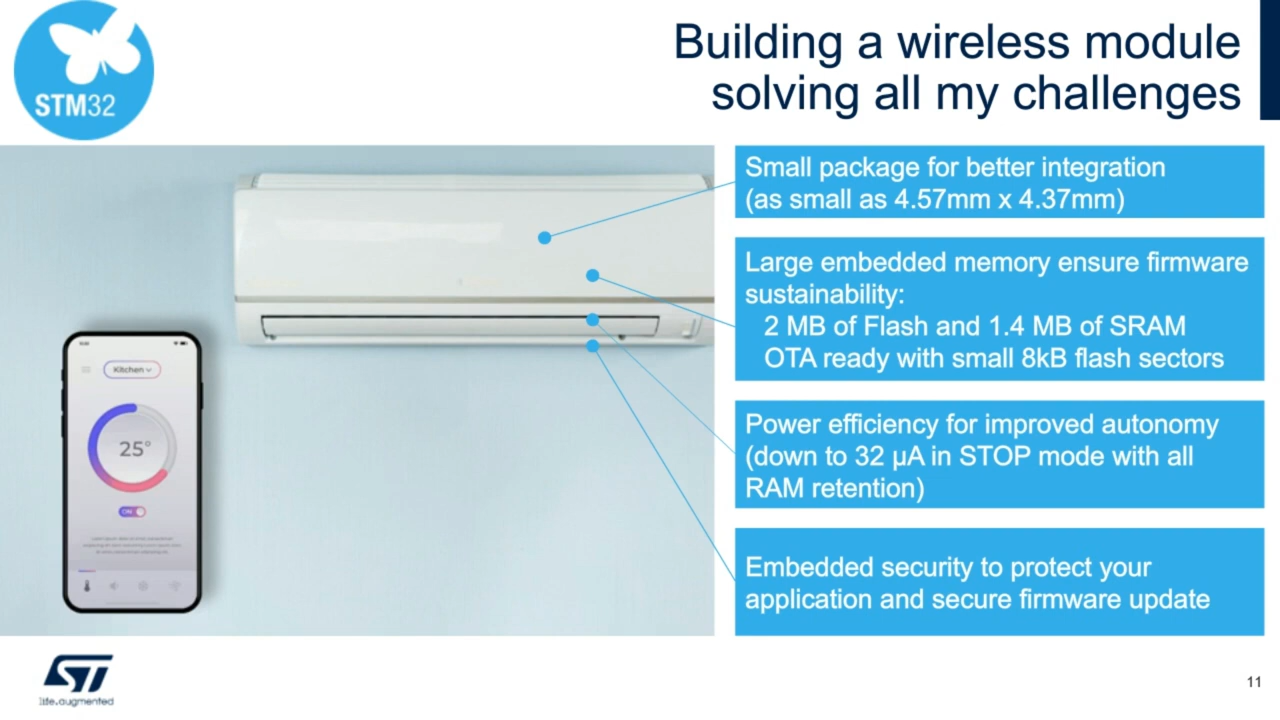 STM32
Building a wireless module
solving all my challenges
Small package for better integration
(as small as 4.57mm x 4.37mm)
Large embedded memory ensure firmware
sustainability:
2 MB of Flash and 1.4 MB of SRAM
OTA ready with small 8kB flash sectors
Power efficiency for improved autonomy
(down to 32 µA in STOP mode with all
RAM retention)
Embedded security to protect your
application and secure firmware update
Kitchen
25°
ON
ST
life.augmented
11